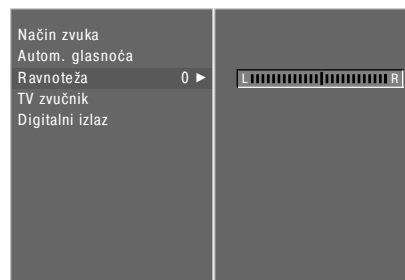 Način zvuka
Autom. glasnoća
Ravnoteža 0 ►
TV zvučnik
Digitalni izlaz
L R